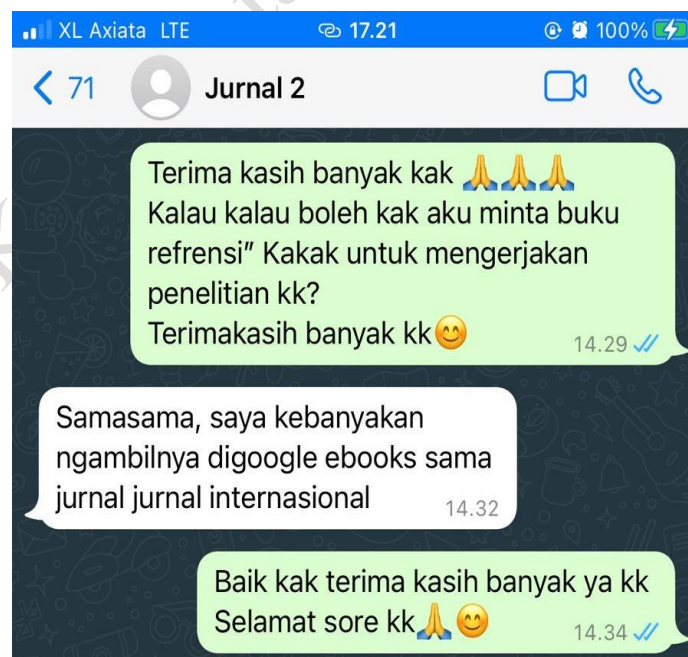 XL Axiata LTE 17.21 100%
71 Jurnal 2
Terima kasih banyak kak 🙏🙏🙏
Kalau kalau boleh kak aku minta buku
refrensi” Kakak untuk mengerjakan
penelitian kk?
Terimakasih banyak kk😊
14.29
Samasama, saya kebanyakan
ngambilnya digoogle ebooks sama
jurnal jurnal internasional
14.32
Baik kak terima kasih banyak ya kk
Selamat sore kk🙏😊
14.34